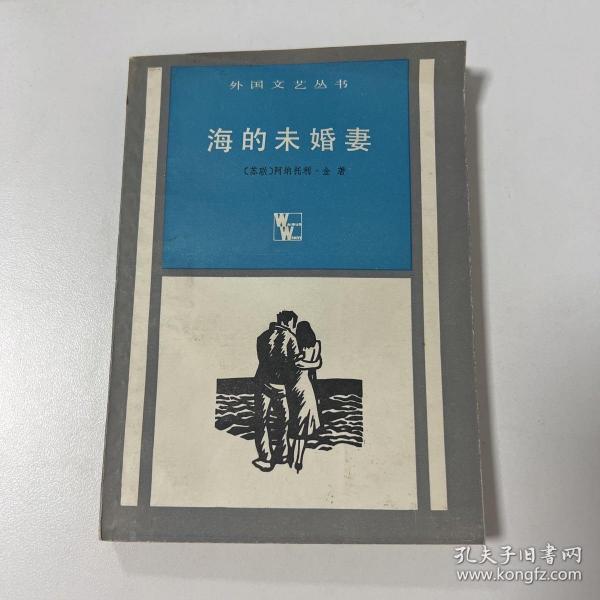 外国文艺丛书
海的未婚妻
〔苏联〕阿纳托利·金 著
孔夫子旧书网
www.kongfz.com